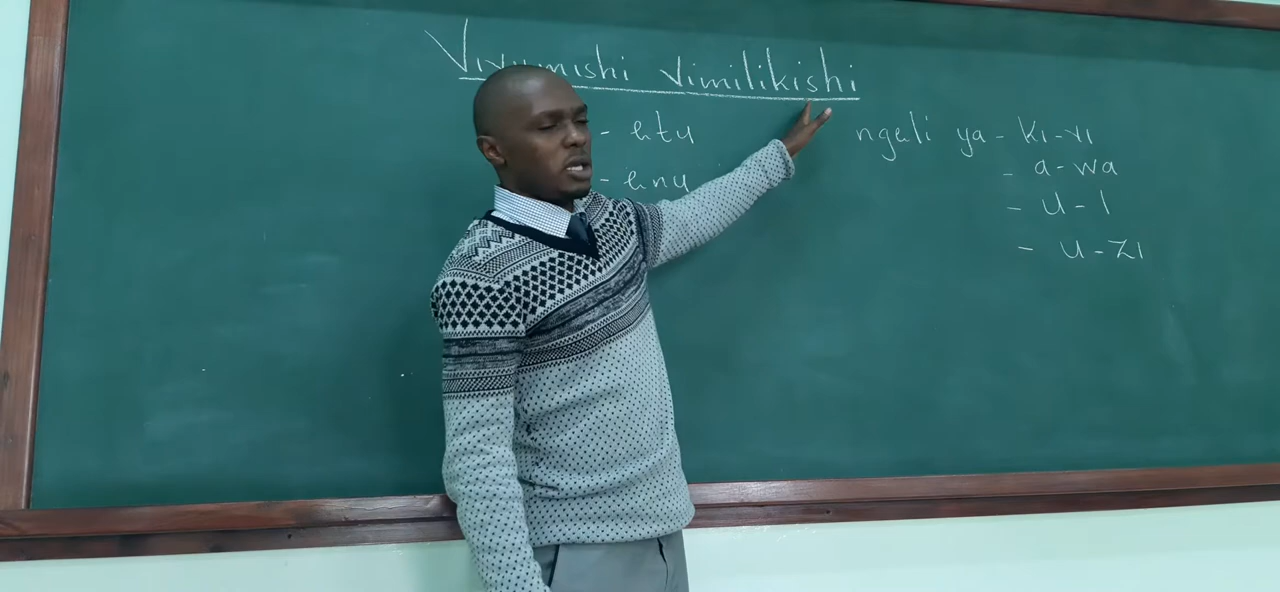 Vivumishi Vimilikishi
- etu
- enu
ngeli ya - KI-VI
- a-wa
- U-I
- U-ZI